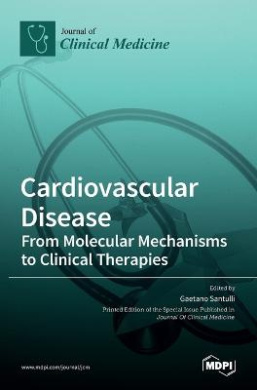 Journal of
Clinical Medicine
Cardiovascular
Disease
From Molecular Mechanisms
to Clinical Therapies
Edited by
Gaetano Santulli
Printed Edition of the Special Issue Published in
Journal Of Clinical Medicine
www.mdpi.com/journal/jcm
MDPI